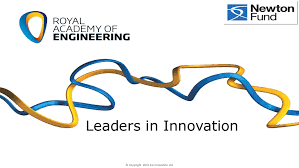 ROYAL
ACADEMY OF
ENGINEERING
Newton
Fund
Leaders in Innovation